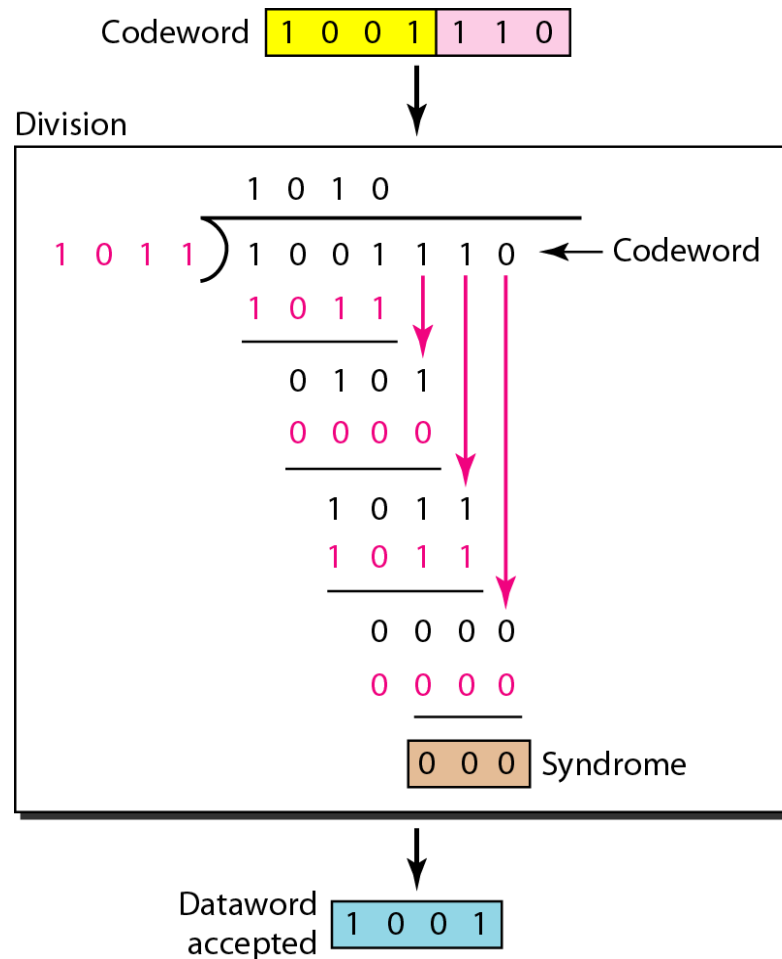 Codeword 1 0 0 1 1 1 0
Division
1 0 1 0
1 0 1 1 1 0 0 1 1 1 0 Codeword
1 0 1 1
0 1 0 1
0 0 0 0
1 0 1 1
1 0 1 1
0 0 0 0
0 0 0 0
0 0 0 Syndrome
Dataword
accepted 1 0 0 1